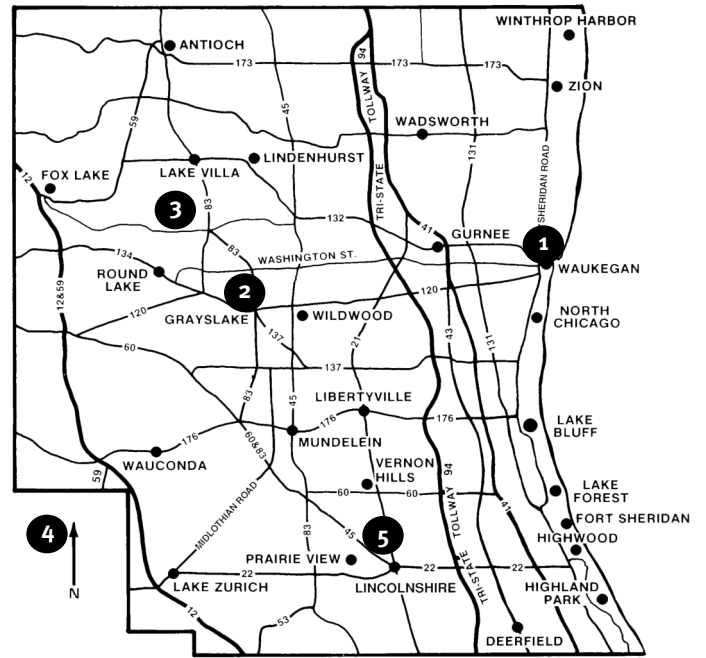 WINTHROP HARBOR
ANTIOCH
173
94
173
173
ZION
TOLLWAY
45
59
WADSWORTH
131
LAKE VILLA
LINDENHURST
FOX LAKE
12
TRI-STATE
SHERIDAN ROAD
3
83
132
41
GURNEE
1
134
83
WASHINGTON ST.
WAUKEGAN
ROUND
LAKE
12&59
2
120
120
GRAYSLAKE
WILDWOOD
NORTH
CHICAGO
60
137
21
43
131
137
83
45
LIBERTYVILLE
176
176
LAKE
BLUFF
176
60&83
MUNDELEIN
WAUCONDA
VERNON
HILLS
59
94
60
60
LAKE
FOREST
MIDLOTHIAN ROAD
41
FORT SHERIDAN
4
83
45
5
TOLLWAY
HIGHWOOD
PRAIRIE VIEW
N
22
22
22
LAKE ZURICH
LINCOLNSHIRE
TRI-STATE
HIGHLAND
PARK
12
53
DEERFIELD